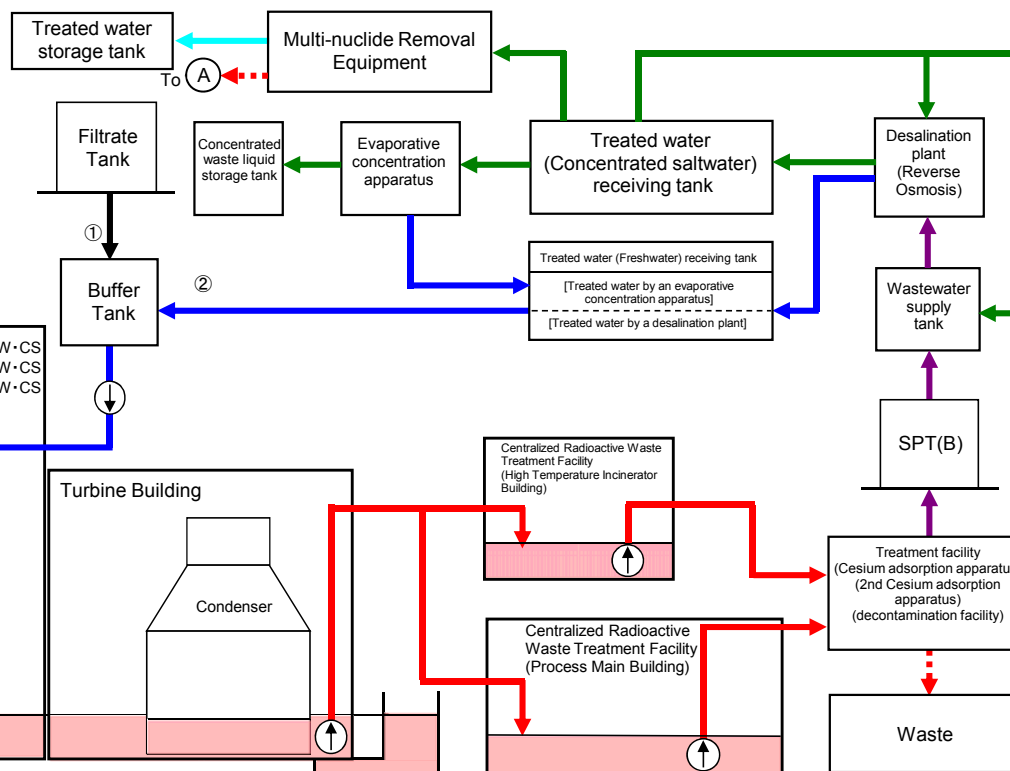 Treated water
storage tank
Multi-nuclide Removal
Equipment
To
A
Filtrate
Tank
Concentrated
waste liquid
storage tank
Evaporative
concentration
apparatus
Treated water
(Concentrated saltwater)
receiving tank
Desalination
plant
(Reverse
Osmosis)
①
Buffer
Tank
②
Treated water (Freshwater) receiving tank
[Treated water by an evaporative
concentration apparatus]
[Treated water by a desalination plant]
Wastewater
supply
tank
W・CS
W・CS
W・CS
SPT(B)
Turbine Building
Condenser
Centralized Radioactive Waste
Treatment Facility
(High Temperature Incinerator
Building)
Treatment facility
(Cesium adsorption apparatu
(2nd Cesium adsorption
apparatus)
(decontamination facility)
Centralized Radioactive
Waste Treatment Facility
(Process Main Building)
Waste